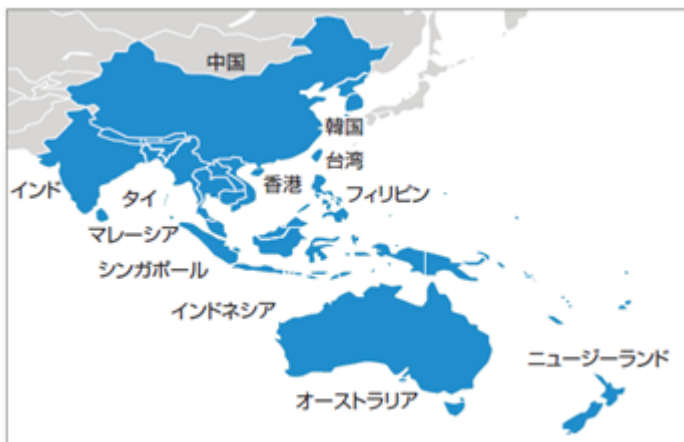 中国
韓国
台湾
香港
フィリピン
インド
タイ
マレーシア
シンガポール
インドネシア
ニュージーランド
オーストラリア